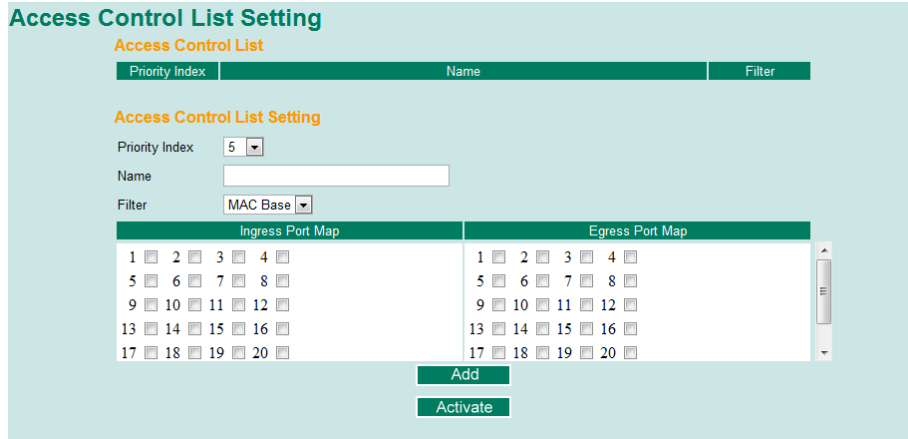 Access Control List Setting
Access Control List
Priority Index Name Filter
Access Control List Setting
Priority Index 5
Name
Filter MAC Base
Ingress Port Map Egress Port Map
1 2 3 4 1 2 3 4
5 6 7 8 5 6 7 8
9 10 11 12 9 10 11 12
13 14 15 16 13 14 15 16
17 18 19 20 17 18 19 20
Add
Activate